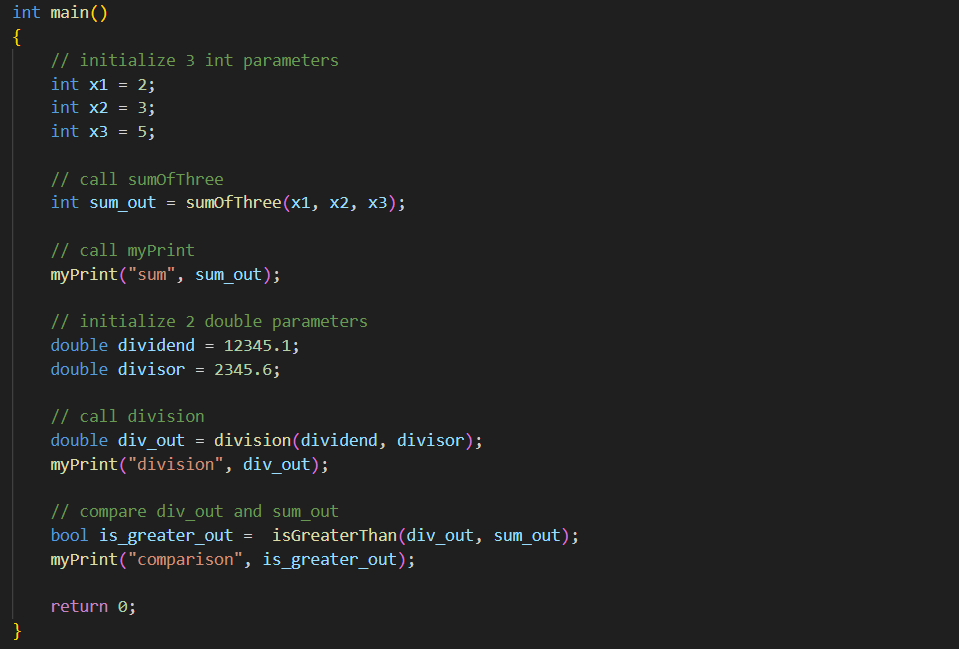 int main()
{
    // initialize 3 int parameters
    int x1 = 2;
    int x2 = 3;
    int x3 = 5;

    // call sumOfThree
    int sum_out = sumOfThree(x1, x2, x3);

    // call myPrint
    myPrint("sum", sum_out);

    // initialize 2 double parameters
    double dividend = 12345.1;
    double divisor = 2345.6;

    // call division
    double div_out = division(dividend, divisor);
    myPrint("division", div_out);

    // compare div_out and sum_out
    bool is_greater_out =  isGreaterThan(div_out, sum_out);
    myPrint("comparison", is_greater_out);

    return 0;
}